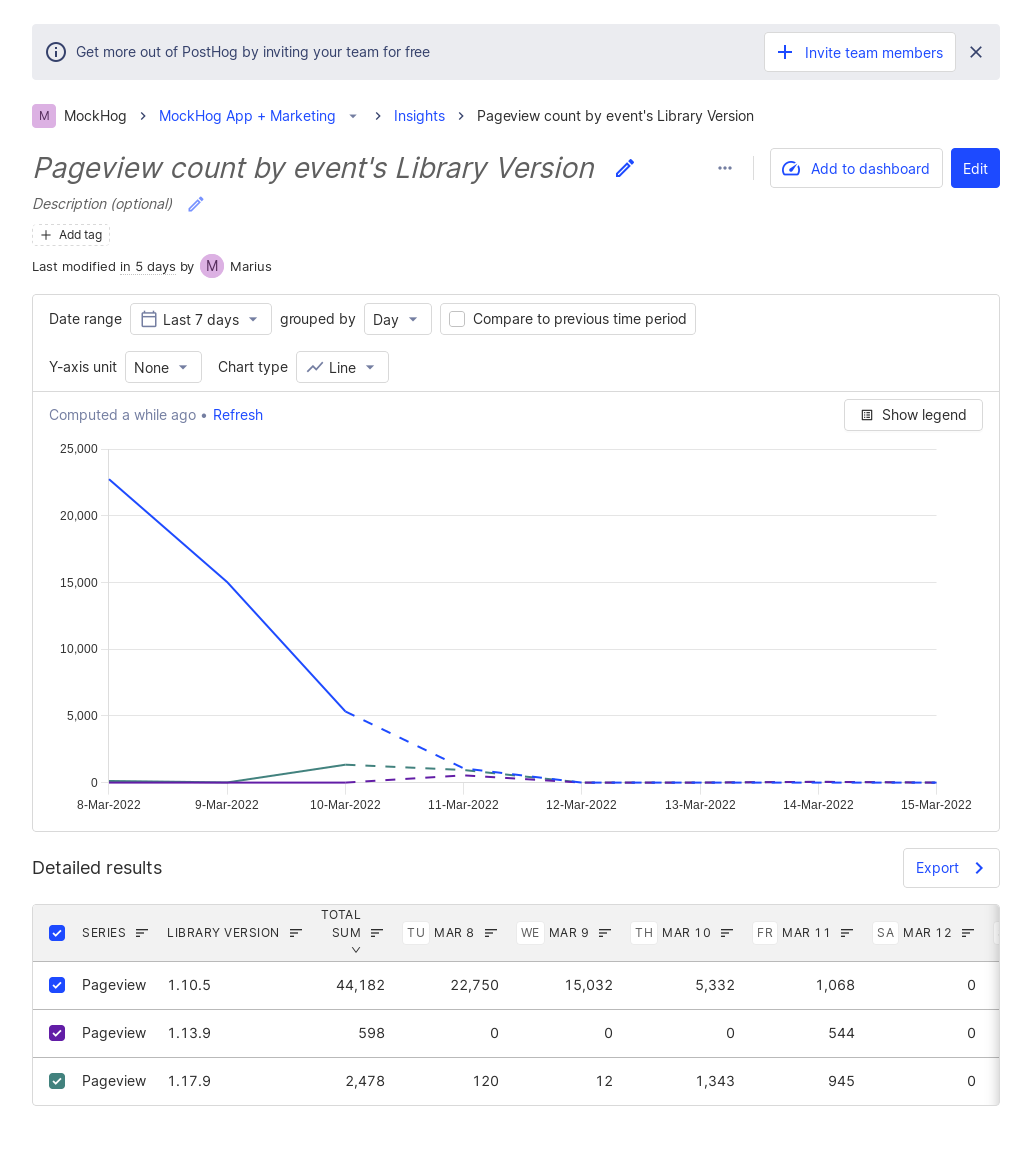 Get more out of PostHog by inviting your team for free
Invite team members
M MockHog MockHog App + Marketing Insights Pageview count by event's Library Version
Pageview count by event's Library Version
Add to dashboard
Edit
Description (optional)
Add tag
Last modified in 5 days by M Marius
Date range Last 7 days grouped by Day Compare to previous time period
Y-axis unit None Chart type Line
Computed a while ago • Refresh
Show legend
25,000
20,000
15,000
10,000
5,000
0
8-Mar-2022 9-Mar-2022 10-Mar-2022 11-Mar-2022 12-Mar-2022 13-Mar-2022 14-Mar-2022 15-Mar-2022
Detailed results
Export
SERIES LIBRARY VERSION TOTAL SUM TU MAR 8 WE MAR 9 TH MAR 10 FR MAR 11 SA MAR 12
Pageview 1.10.5 44,182 22,750 15,032 5,332 1,068 0
Pageview 1.13.9 598 0 0 0 544 0
Pageview 1.17.9 2,478 120 12 1,343 945 0